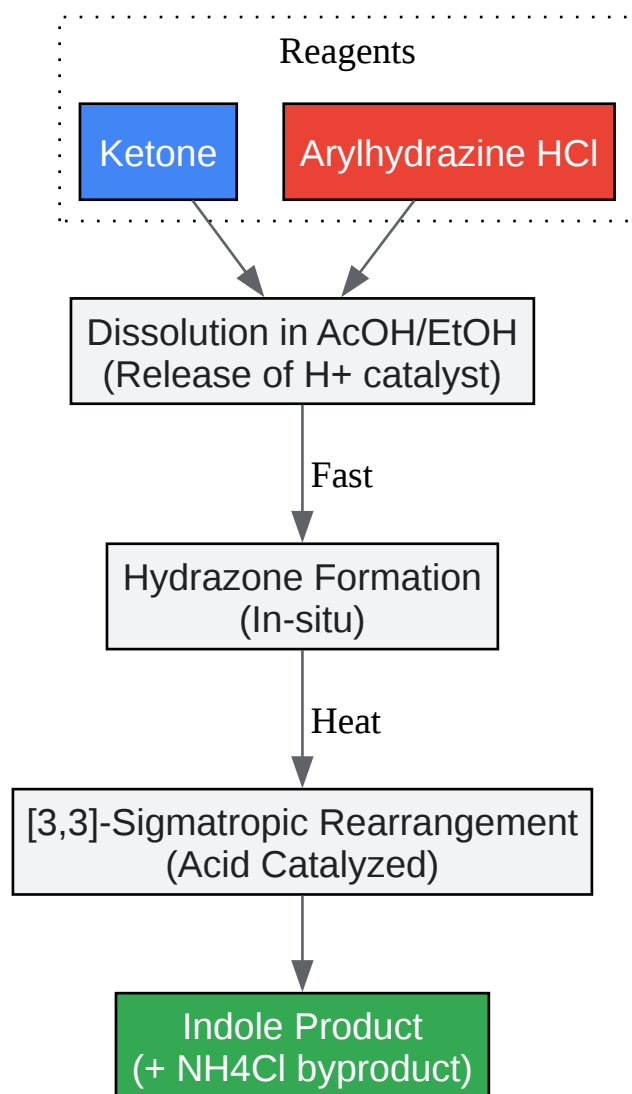 Reagents
Ketone
Arylhydrazine HCl
Dissolution in AcOH/EtOH
(Release of H+ catalyst)
Fast
Hydrazone Formation
(In-situ)
Heat
[3,3]-Sigmatropic Rearrangement
(Acid Catalyzed)
Indole Product
(+ NH4Cl byproduct)